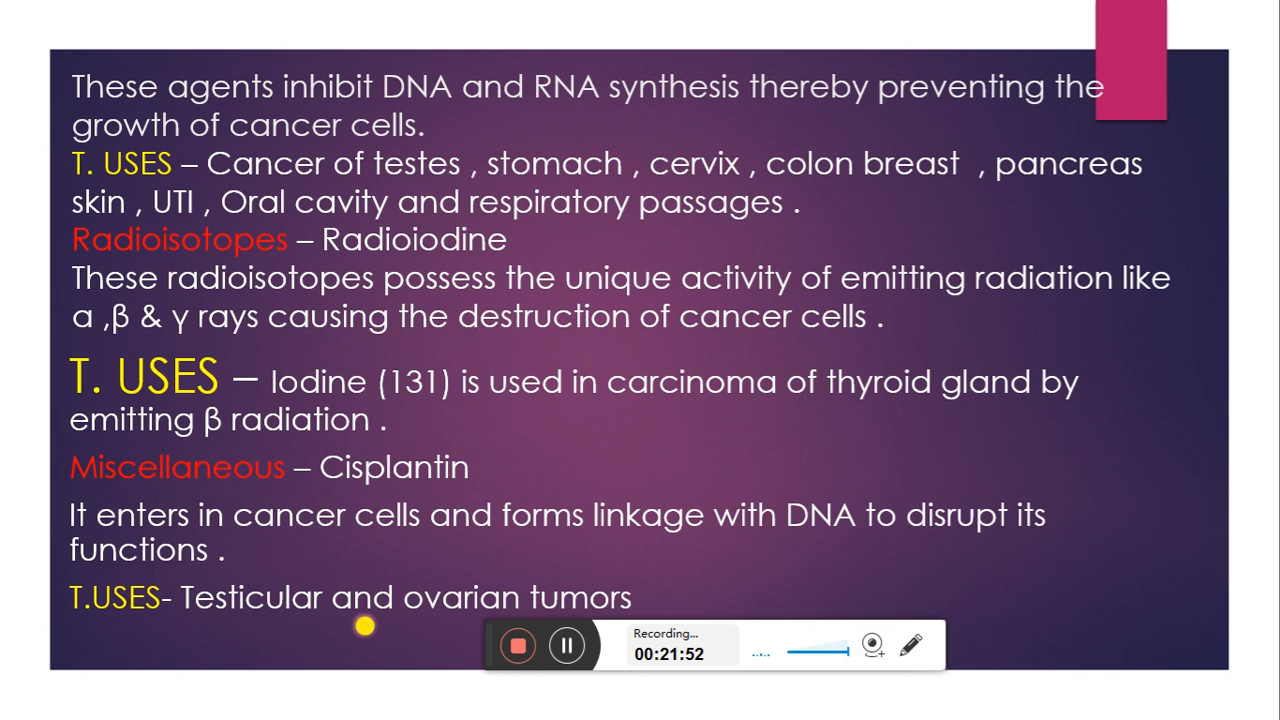 These agents inhibit DNA and RNA synthesis thereby preventing the
growth of cancer cells.
T. USES – Cancer of testes , stomach , cervix , colon breast  , pancreas
skin , UTI , Oral cavity and respiratory passages .
Radioisotopes – Radioiodine
These radioisotopes possess the unique activity of emitting radiation like
α ,β & γ rays causing the destruction of cancer cells .
T. USES – Iodine (131) is used in carcinoma of thyroid gland by
emitting β radiation .
Miscellaneous – Cisplantin
It enters in cancer cells and forms linkage with DNA to disrupt its
functions .
T.USES- Testicular and ovarian tumors
Recording...
00:21:52